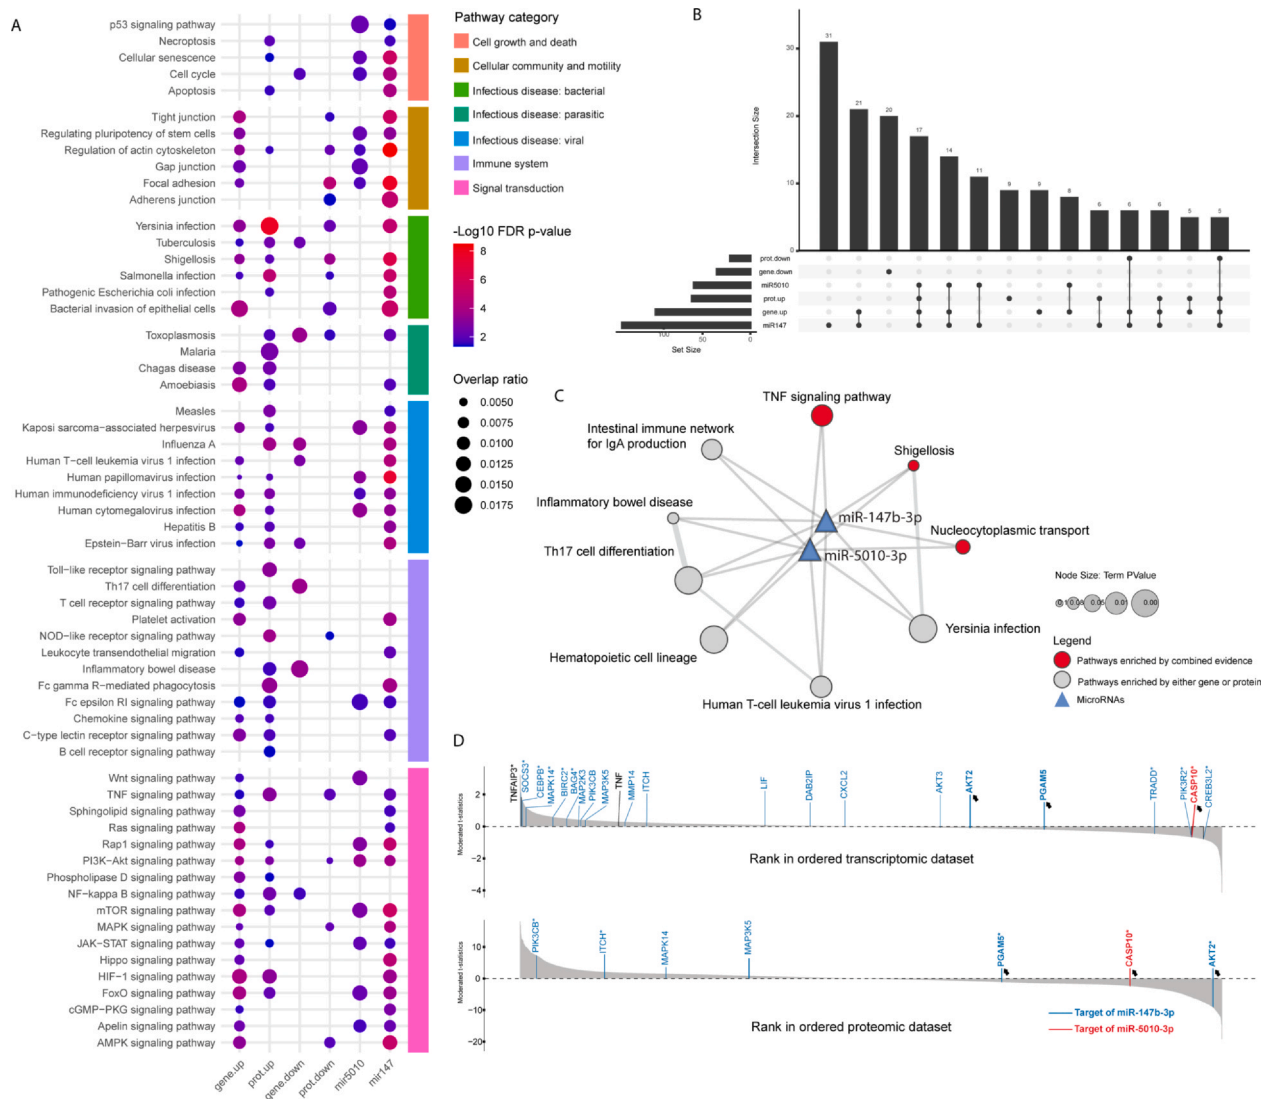 A
p53 signaling pathway
Necroptosis
Cellular senescence
Cell cycle
Apoptosis
Tight junction
Regulating pluripotency of stem cells
Regulation of actin cytoskeleton
Gap junction
Focal adhesion
Adherens junction
Yersinia infection
Tuberculosis
Shigellosis
Salmonella infection
Pathogenic Escherichia coli infection
Bacterial invasion of epithelial cells
Toxoplasmosis
Malaria
Chagas disease
Amoebiasis
Measles
Kaposi sarcoma−associated herpesvirus
Influenza A
Human T−cell leukemia virus 1 infection
Human papillomavirus infection
Human immunodeficiency virus 1 infection
Human cytomegalovirus infection
Hepatitis B
Epstein−Barr virus infection
Toll−like receptor signaling pathway
Th17 cell differentiation
T cell receptor signaling pathway
Platelet activation
NOD−like receptor signaling pathway
Leukocyte transendothelial migration
Inflammatory bowel disease
Fc gamma R−mediated phagocytosis
Fc epsilon RI signaling pathway
Chemokine signaling pathway
C−type lectin receptor signaling pathway
B cell receptor signaling pathway
Wnt signaling pathway
TNF signaling pathway
Sphingolipid signaling pathway
Ras signaling pathway
Rap1 signaling pathway
PI3K−Akt signaling pathway
Phospholipase D signaling pathway
NF−kappa B signaling pathway
mTOR signaling pathway
MAPK signaling pathway
JAK−STAT signaling pathway
Hippo signaling pathway
HIF−1 signaling pathway
FoxO signaling pathway
cGMP−PKG signaling pathway
Apelin signaling pathway
AMPK signaling pathway
gene.up
prot.up
gene.down
prot.down
mir5010
mir147
Pathway category
Cell growth and death
Cellular community and motility
Infectious disease: bacterial
Infectious disease: parasitic
Infectious disease: viral
Immune system
Signal transduction
-Log10 FDR p-value
8
6
4
2
Overlap ratio
0.0050
0.0075
0.0100
0.0125
0.0150
0.0175
B
Intersection Size
30
20
10
0
31
21
20
17
14
11
9
9
8
6
6
6
5
5
prot.down
gene.down
miR5010
prot.up
gene.up
miR147
100
50
0
Set Size
C
TNF signaling pathway
Intestinal immune network
for IgA production
Shigellosis
Inflammatory bowel disease
miR-147b-3p
Nucleocytoplasmic transport
Th17 cell differentiation
miR-5010-3p
Hematopoietic cell lineage
Yersinia infection
Human T-cell leukemia virus 1 infection
Node Size: Term PValue
0.1
0.08
0.05
0.01
0.00
Legend
Pathways enriched by combined evidence
Pathways enriched by either gene or protein
MicroRNAs
D
Moderated t-statistics
2
0
−2
−4
TNFAIP3*
SOCS3*
CEBPB*
MAPK14*
BIRC2*
BAG4*
MAP2K3
PIK3CB
MAP3K5
TNF
MMP14
ITCH
LIF
DAB2IP
CXCL2
AKT3
AKT2
PGAM5
TRADD*
PIK3R2*
CASP10*
CREB3L2*
Rank in ordered transcriptomic dataset
Moderated t-statistics
10
0
−10
−20
PIK3CB*
ITCH*
MAPK14
MAP3K5
PGAM5*
CASP10*
AKT2*
Rank in ordered proteomic dataset
Target of miR-147b-3p
Target of miR-5010-3p